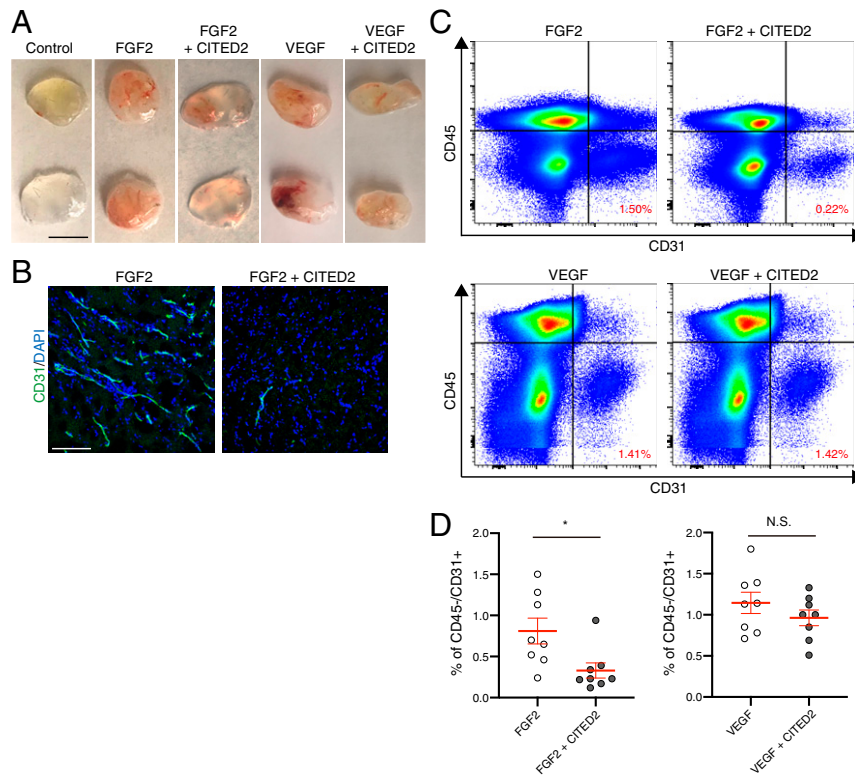 A
Control
FGF2
FGF2
+ CITED2
VEGF
VEGF
+ CITED2
B
FGF2
FGF2 + CITED2
CD31/DAPI
C
FGF2
FGF2 + CITED2
CD45
1.50%
0.22%
CD31
VEGF
VEGF + CITED2
CD45
1.41%
1.42%
CD31
D
% of CD45-/CD31+
2.0
1.5
1.0
0.5
0.0
*
FGF2
FGF2 + CITED2
% of CD45-/CD31+
2.0
1.5
1.0
0.5
0.0
N.S.
VEGF
VEGF + CITED2